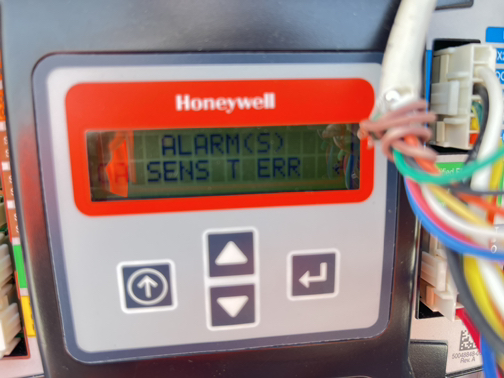 Honeywell
ALARM(S)
SENS T ERR